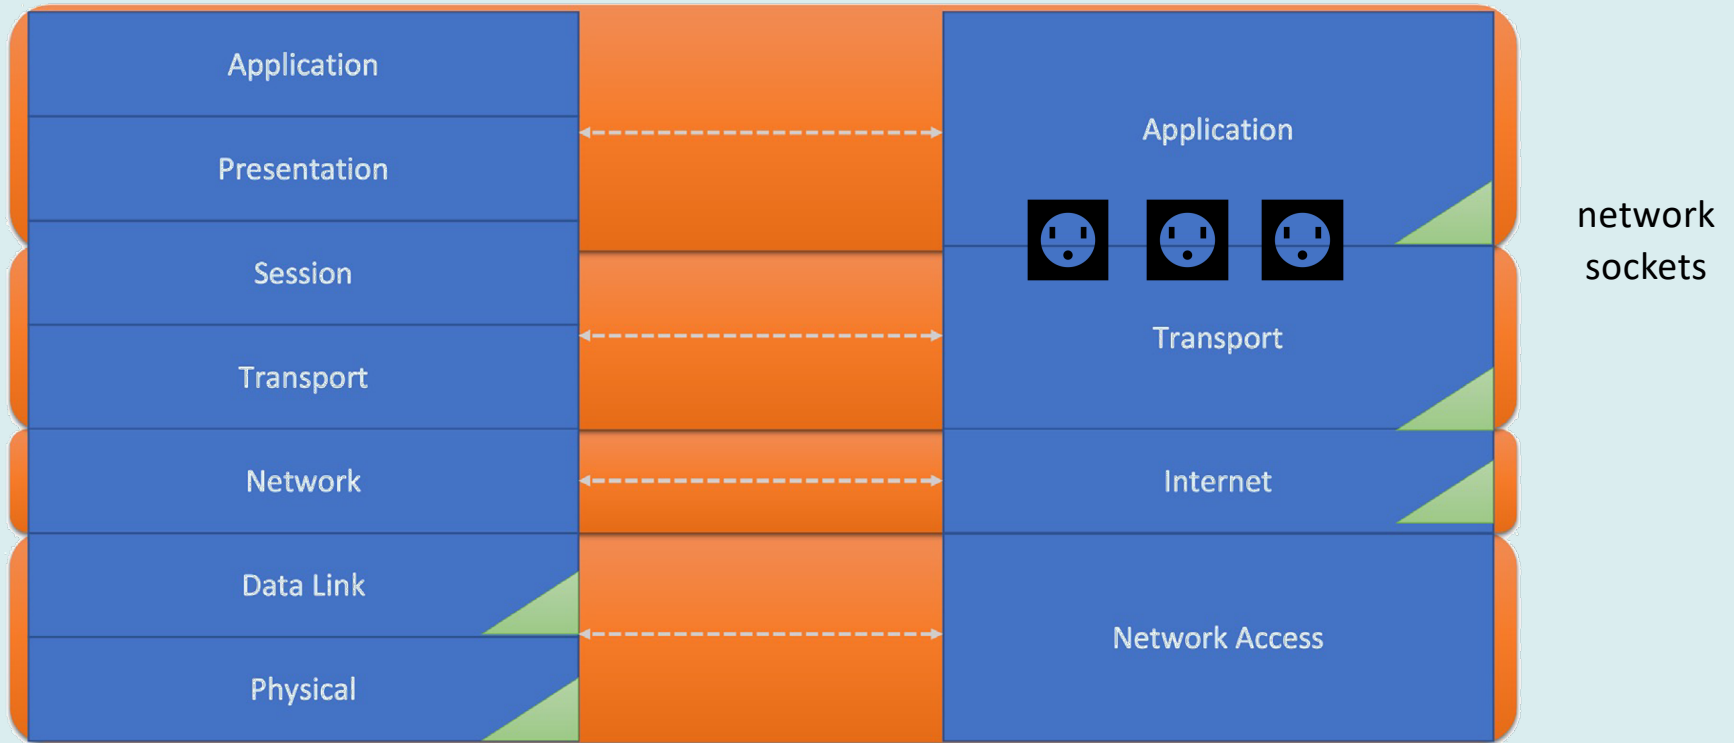 Application
Presentation
Session
Transport
Network
Data Link
Physical
Application
Transport
Internet
Network Access
network
sockets